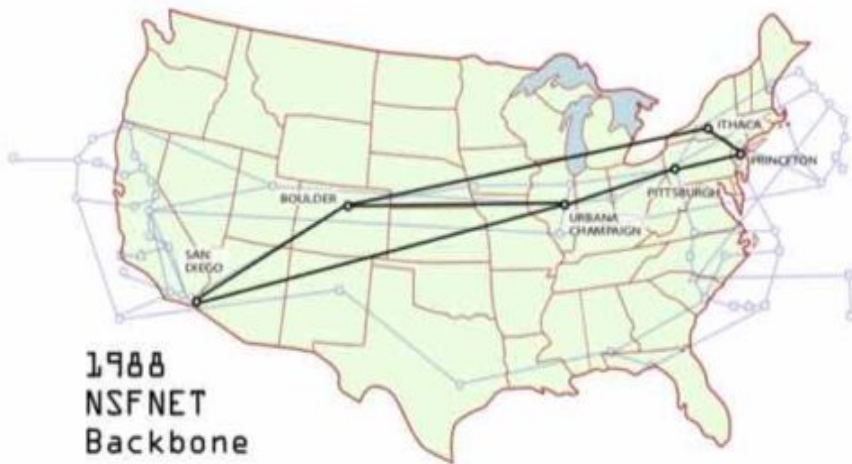 ITHACA
PRINCETON
PITTSBURGH
BOULDER
URBANA
CHAMPAIGN
SAN
DIEGO
1988
NSFNET
Backbone